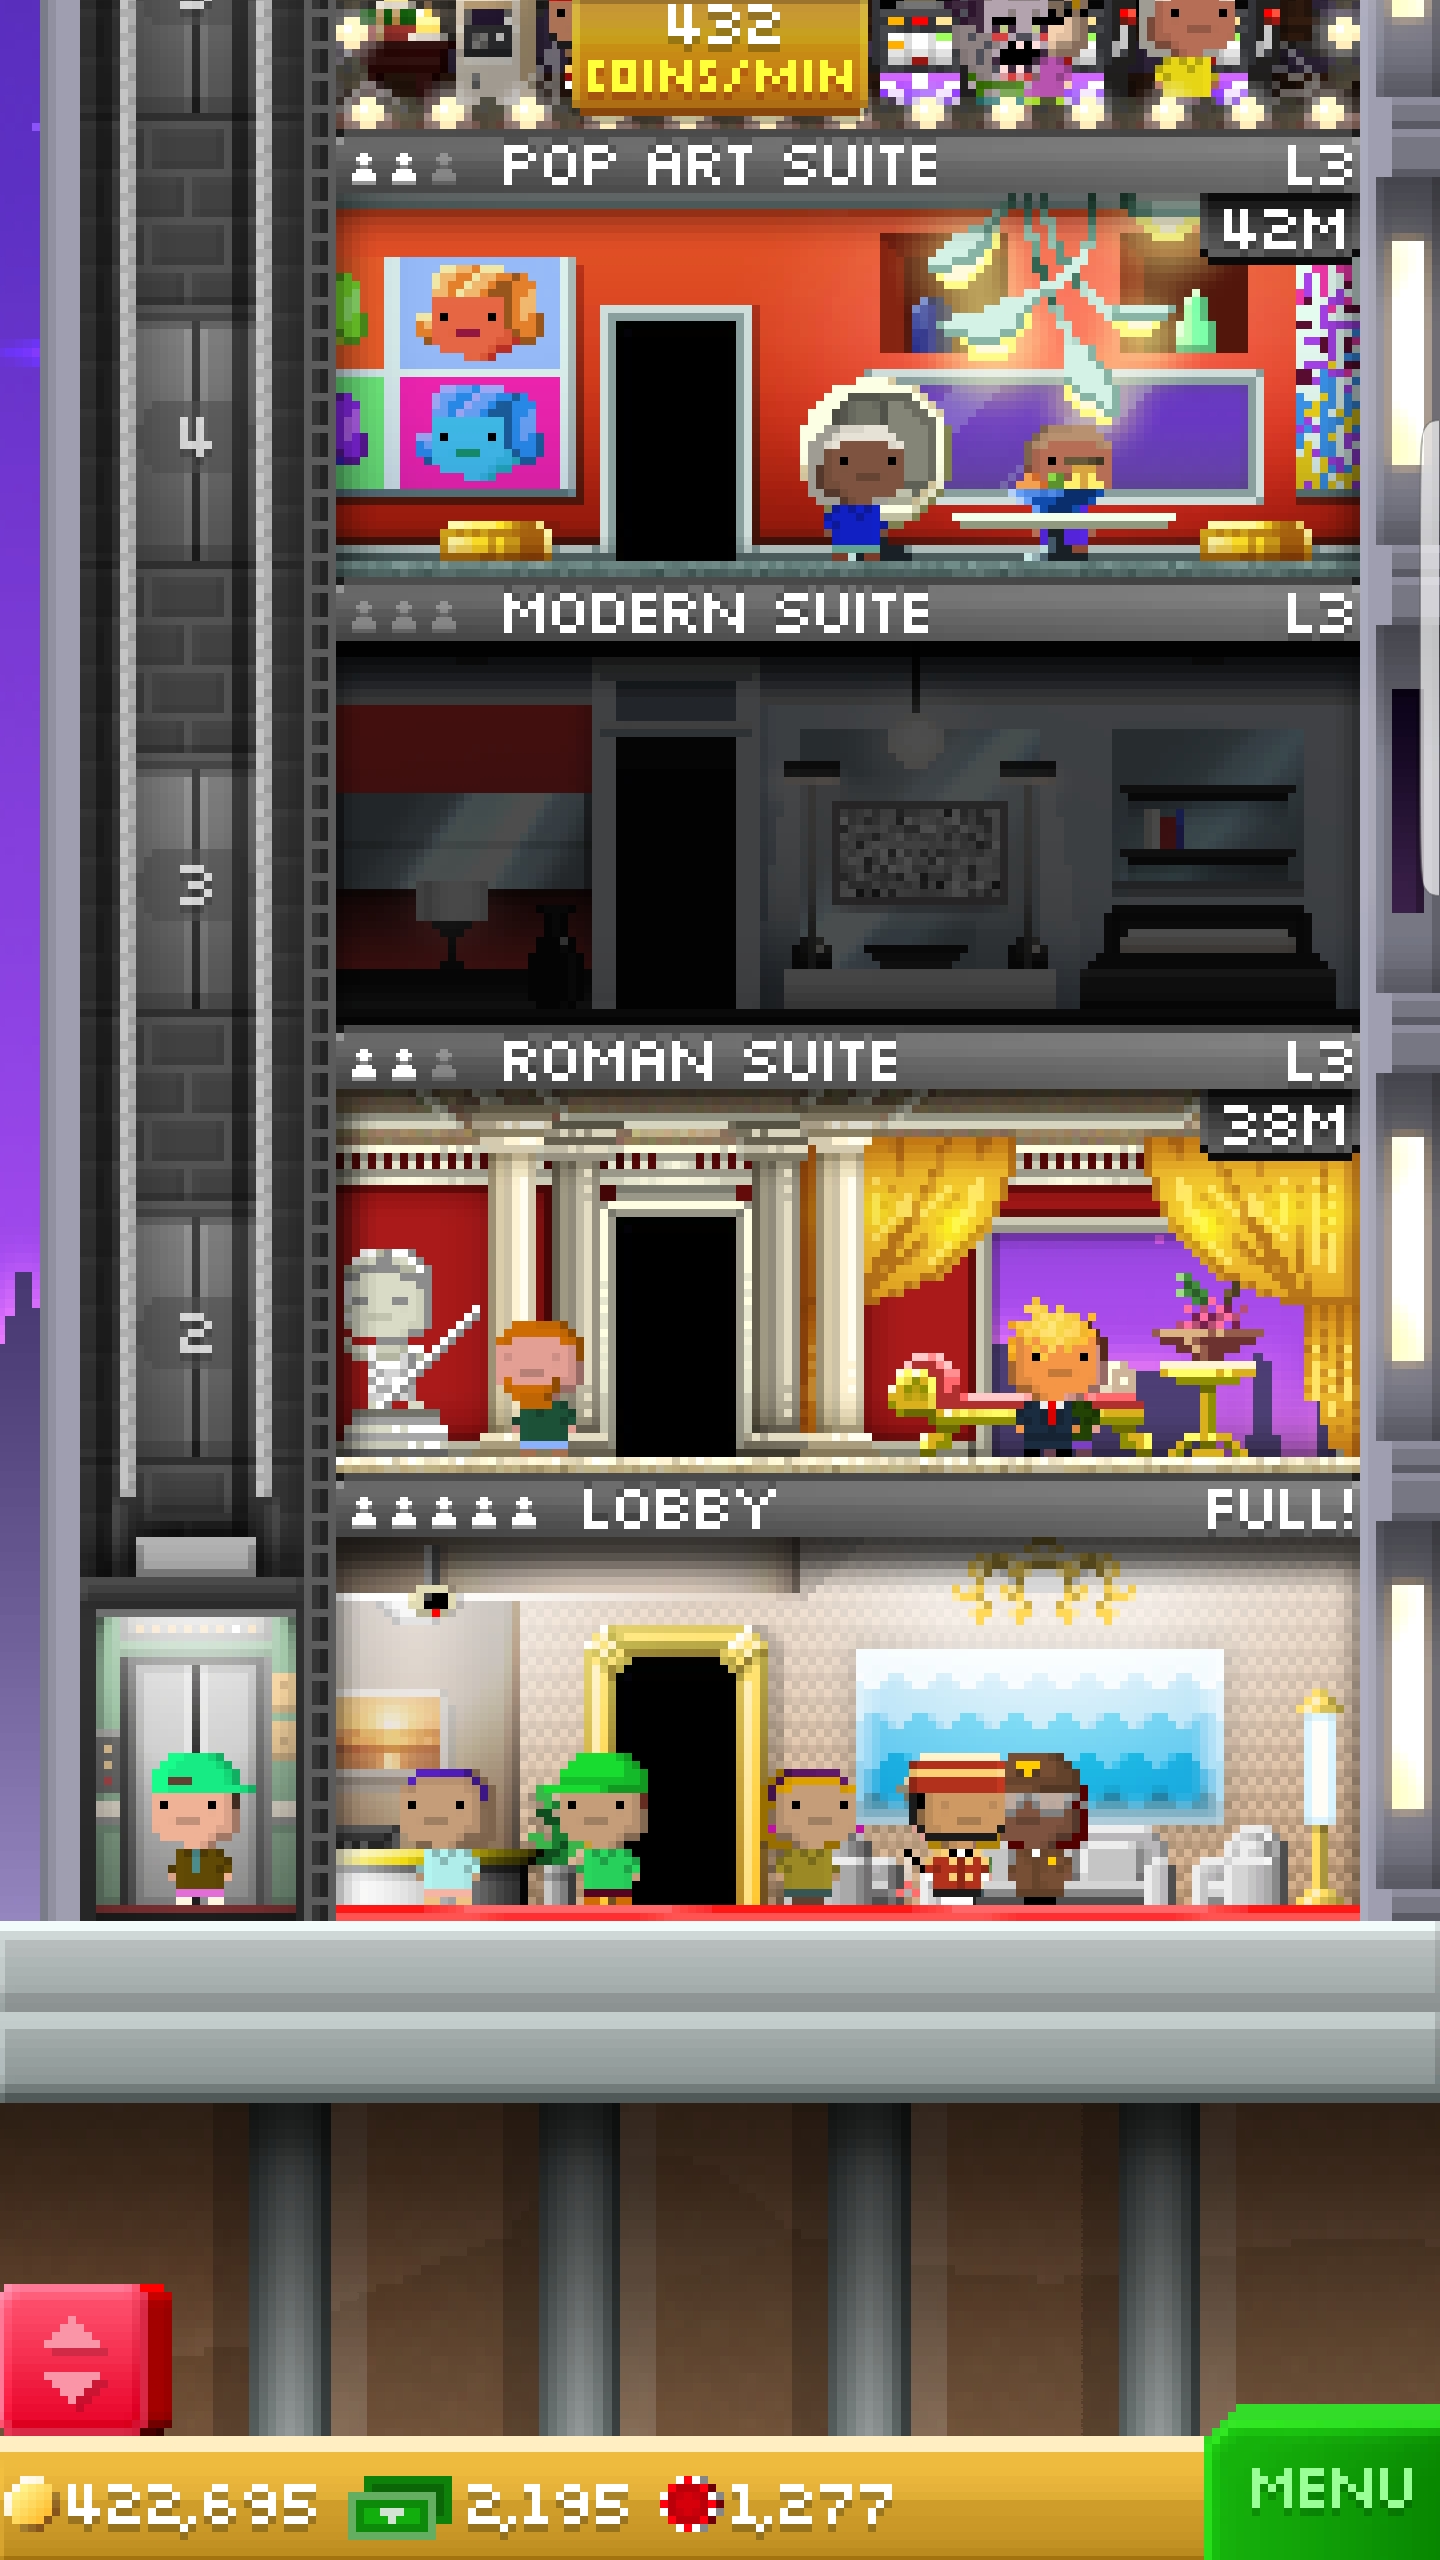 432
COINS/MIN
POP ART SUITE L3
42M
4
MODERN SUITE L3
3
ROMAN SUITE L3
38M
2
LOBBY FULL!
422,695 2,195 1,277
MENU